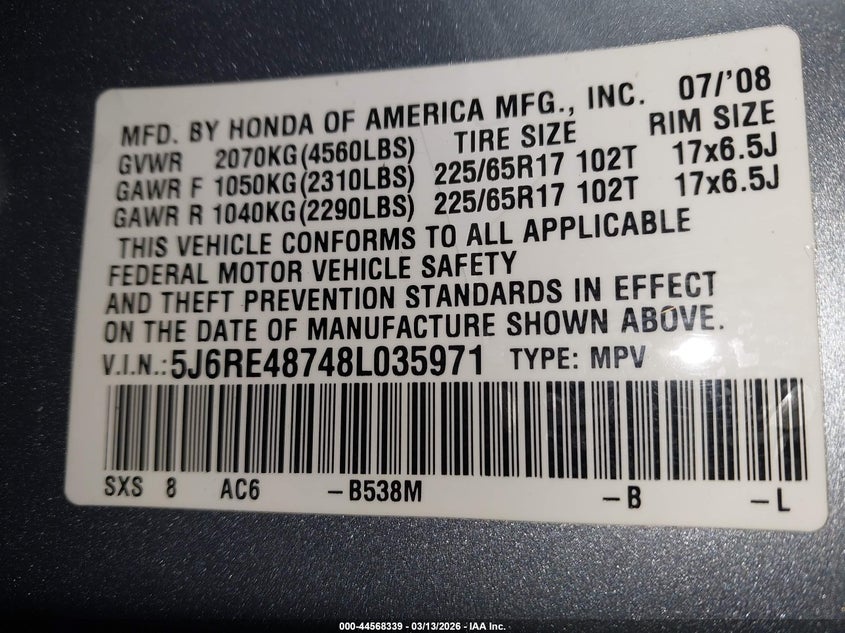 MFD. BY HONDA OF AMERICA MFG., INC. 07/'08
GVWR 2070KG(4560LBS) TIRE SIZE RIM SIZE
GAWR F 1050KG(2310LBS) 225/65R17 102T 17x6.5J
GAWR R 1040KG(2290LBS) 225/65R17 102T 17x6.5J
THIS VEHICLE CONFORMS TO ALL APPLICABLE
FEDERAL MOTOR VEHICLE SAFETY
AND THEFT PREVENTION STANDARDS IN EFFECT
ON THE DATE OF MANUFACTURE SHOWN ABOVE.
V.I.N.:5J6RE48748L035971 TYPE: MPV
SXS 8 AC6 -B538M -B -L
000-44568339 - 03/13/2026 - IAA Inc.